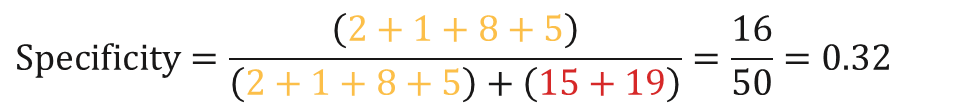 Specificity = (2 + 1 + 8 + 5) / ((2 + 1 + 8 + 5) + (15 + 19)) = 16/50 = 0.32